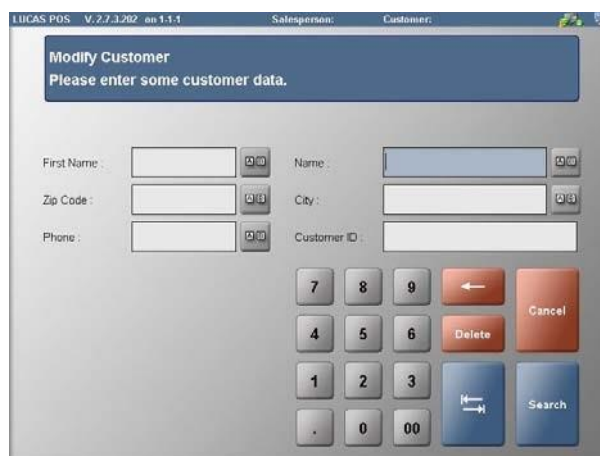 LUCAS POS V.2.7.3.202 on 1-1-1 Salesperson: Customer:
Modify Customer
Please enter some customer data.
First Name : Name :
Zip Code : City :
Phone : Customer ID :
7 8 9 Cancel
4 5 6 Delete
1 2 3 Search
. 0 00